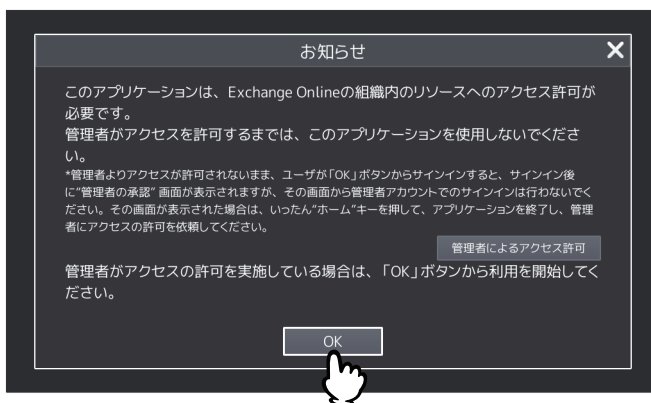 お知らせ
このアプリケーションは、Exchange Onlineの組織内のリソースへのアクセス許可が
必要です。
管理者がアクセスを許可するまでは、このアプリケーションを使用しないでくださ
い。
*管理者よりアクセスが許可されないまま、ユーザが「OK」ボタンからサインインすると、サインイン後
に“管理者の承認” 画面が表示されますが、その画面から管理者アカウントでのサインインは行わないでく
ださい。その画面が表示された場合は、いったん“ホーム”キーを押して、アプリケーションを終了し、管理
者にアクセスの許可を依頼してください。
管理者によるアクセス許可
管理者がアクセスの許可を実施している場合は、「OK」ボタンから利用を開始してく
ださい。
OK